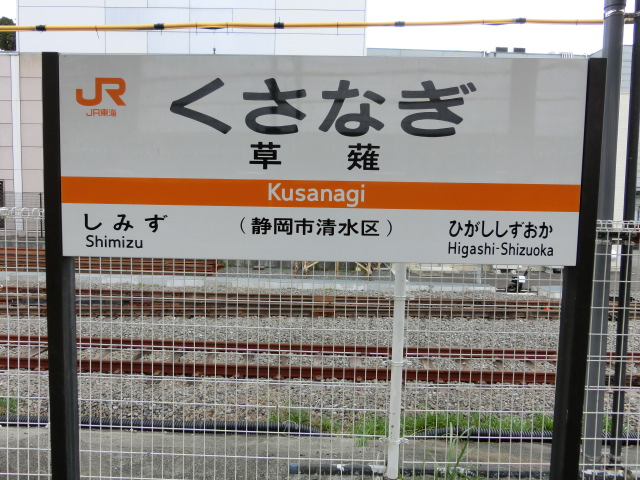 JR
JR東海
くさなぎ
草薙
Kusanagi
しみず
Shimizu
（静岡市清水区）
ひがししずおか
Higashi-Shizuoka